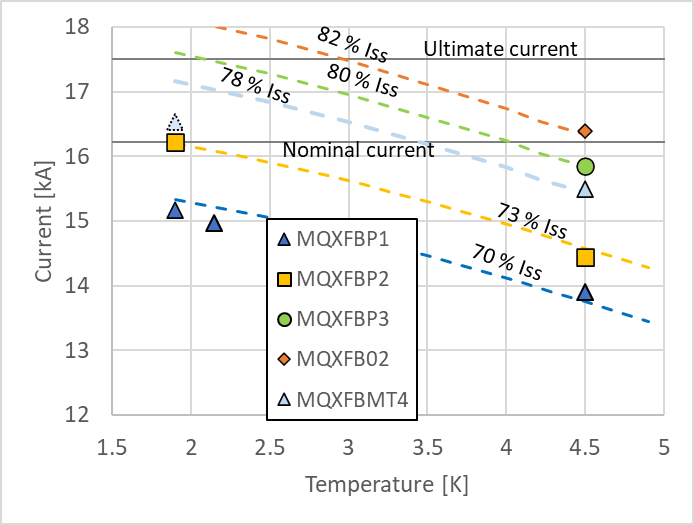 18
17
16
15
14
13
12
Current [kA]
82 % Iss
Ultimate current
80 % Iss
78 % Iss
Nominal current
73 % Iss
70 % Iss
MQXFBP1
MQXFBP2
MQXFBP3
MQXFB02
MQXFBMT4
1.5 2 2.5 3 3.5 4 4.5 5
Temperature [K]